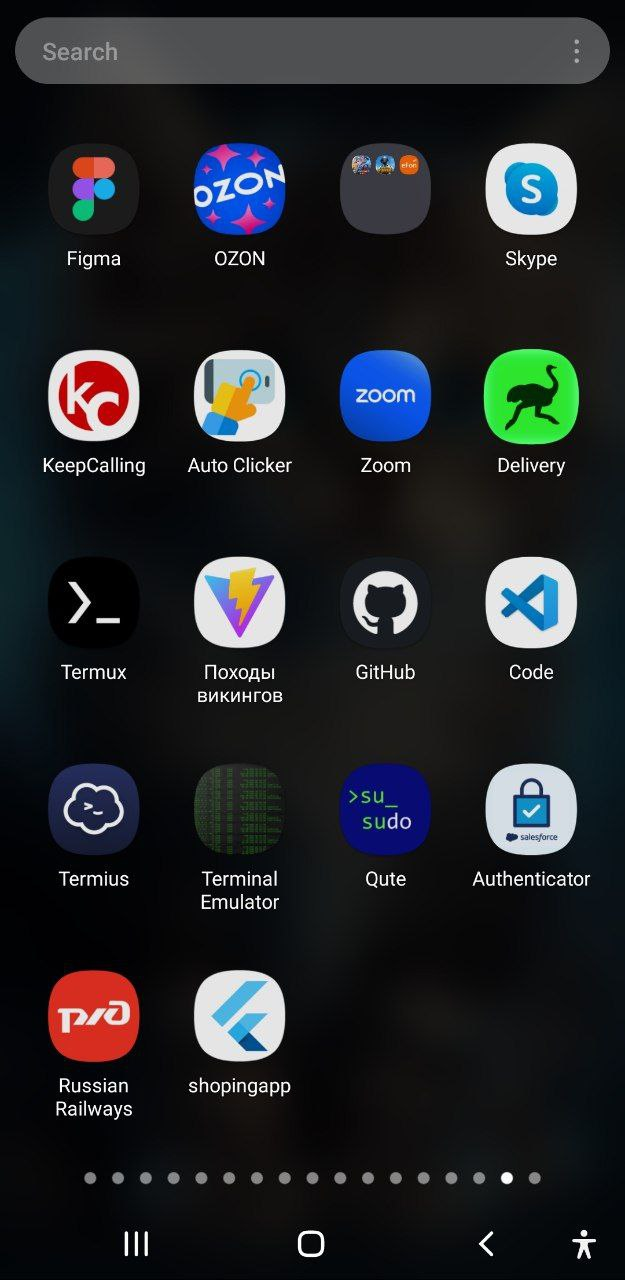 Search
OZON
Figma
OZON
Skype
zoom
KeepCalling
Auto Clicker
Zoom
Delivery
Termux
Походы
викингов
GitHub
Code
>su_
sudo
salesforce
Termius
Terminal
Emulator
Qute
Authenticator
Russian
Railways
shopingapp